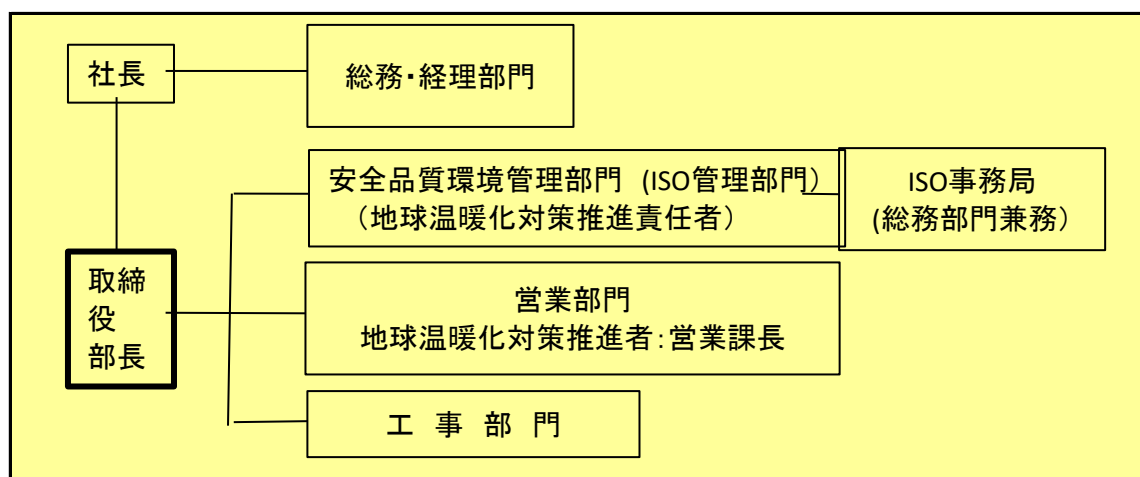 社長
総務・経理部門
安全品質環境管理部門 (ISO管理部門)
（地球温暖化対策推進責任者）
ISO事務局
(総務部門兼務)
取締
役
部長
営業部門
地球温暖化対策推進者：営業課長
工 事 部 門